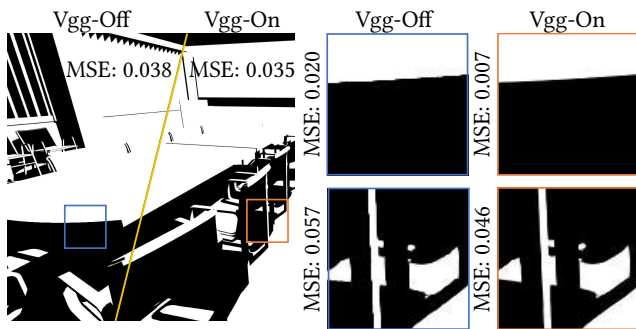 Vgg-Off Vgg-On Vgg-Off Vgg-On
MSE: 0.038 MSE: 0.035
MSE: 0.020 MSE: 0.007
MSE: 0.057 MSE: 0.046